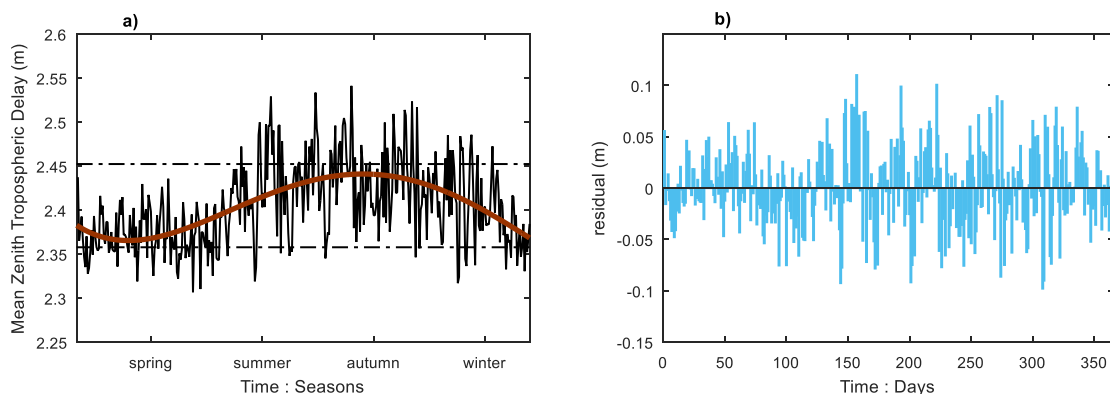 a)
Mean Zenith Tropospheric Delay (m)
2.6
2.55
2.5
2.45
2.4
2.35
2.3
2.25
spring summer autumn winter
Time : Seasons
b)
residual (m)
0.1
0.05
0
-0.05
-0.1
-0.15
0 50 100 150 200 250 300 350
Time : Days